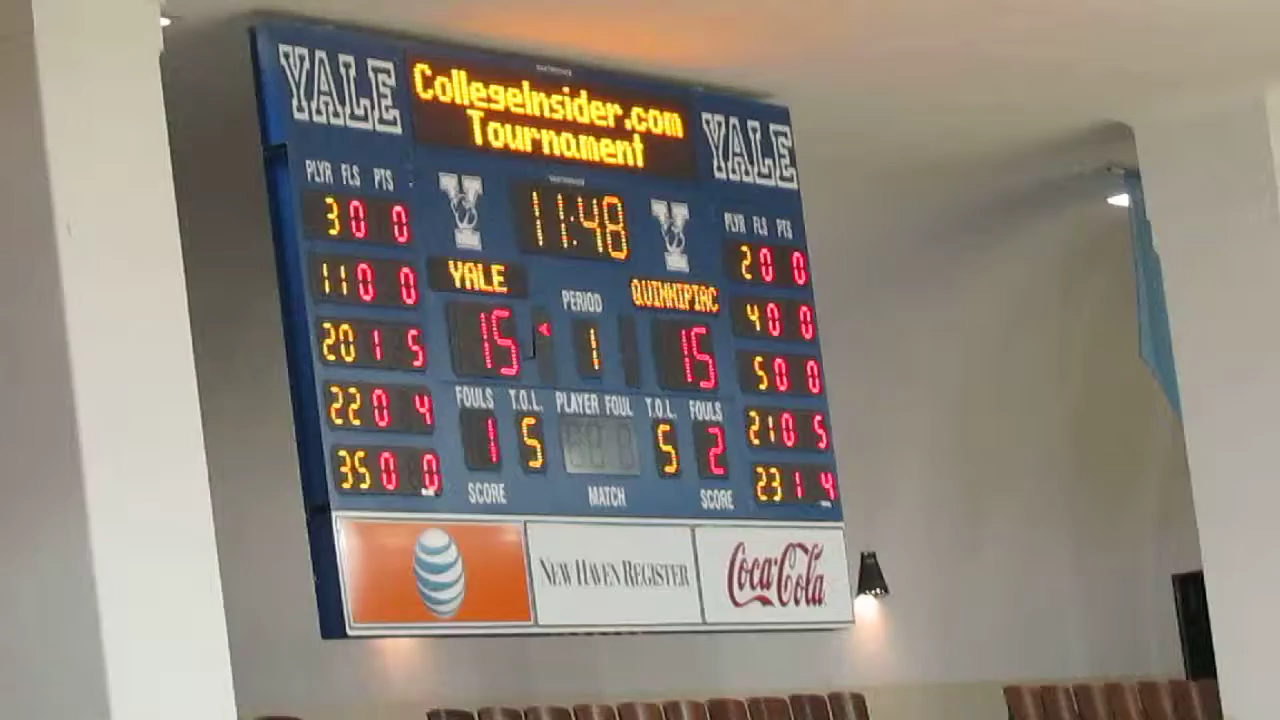 YALE
CollegeInsider.com
Tournament
YALE
PLYR FLS PTS
11:48
PLYR FLS PTS
3 0 0
2 0 0
YALE
PERIOD
QUINNIPIAC
11 0 0
4 0 0
15
1
15
20 1 5
5 0 0
FOULS T.O.L. PLAYER FOUL T.O.L. FOULS
22 0 4
1 5
5 2
21 0 5
35 0 0
23 1 4
SCORE MATCH SCORE
NEW HAVEN REGISTER
Coca-Cola